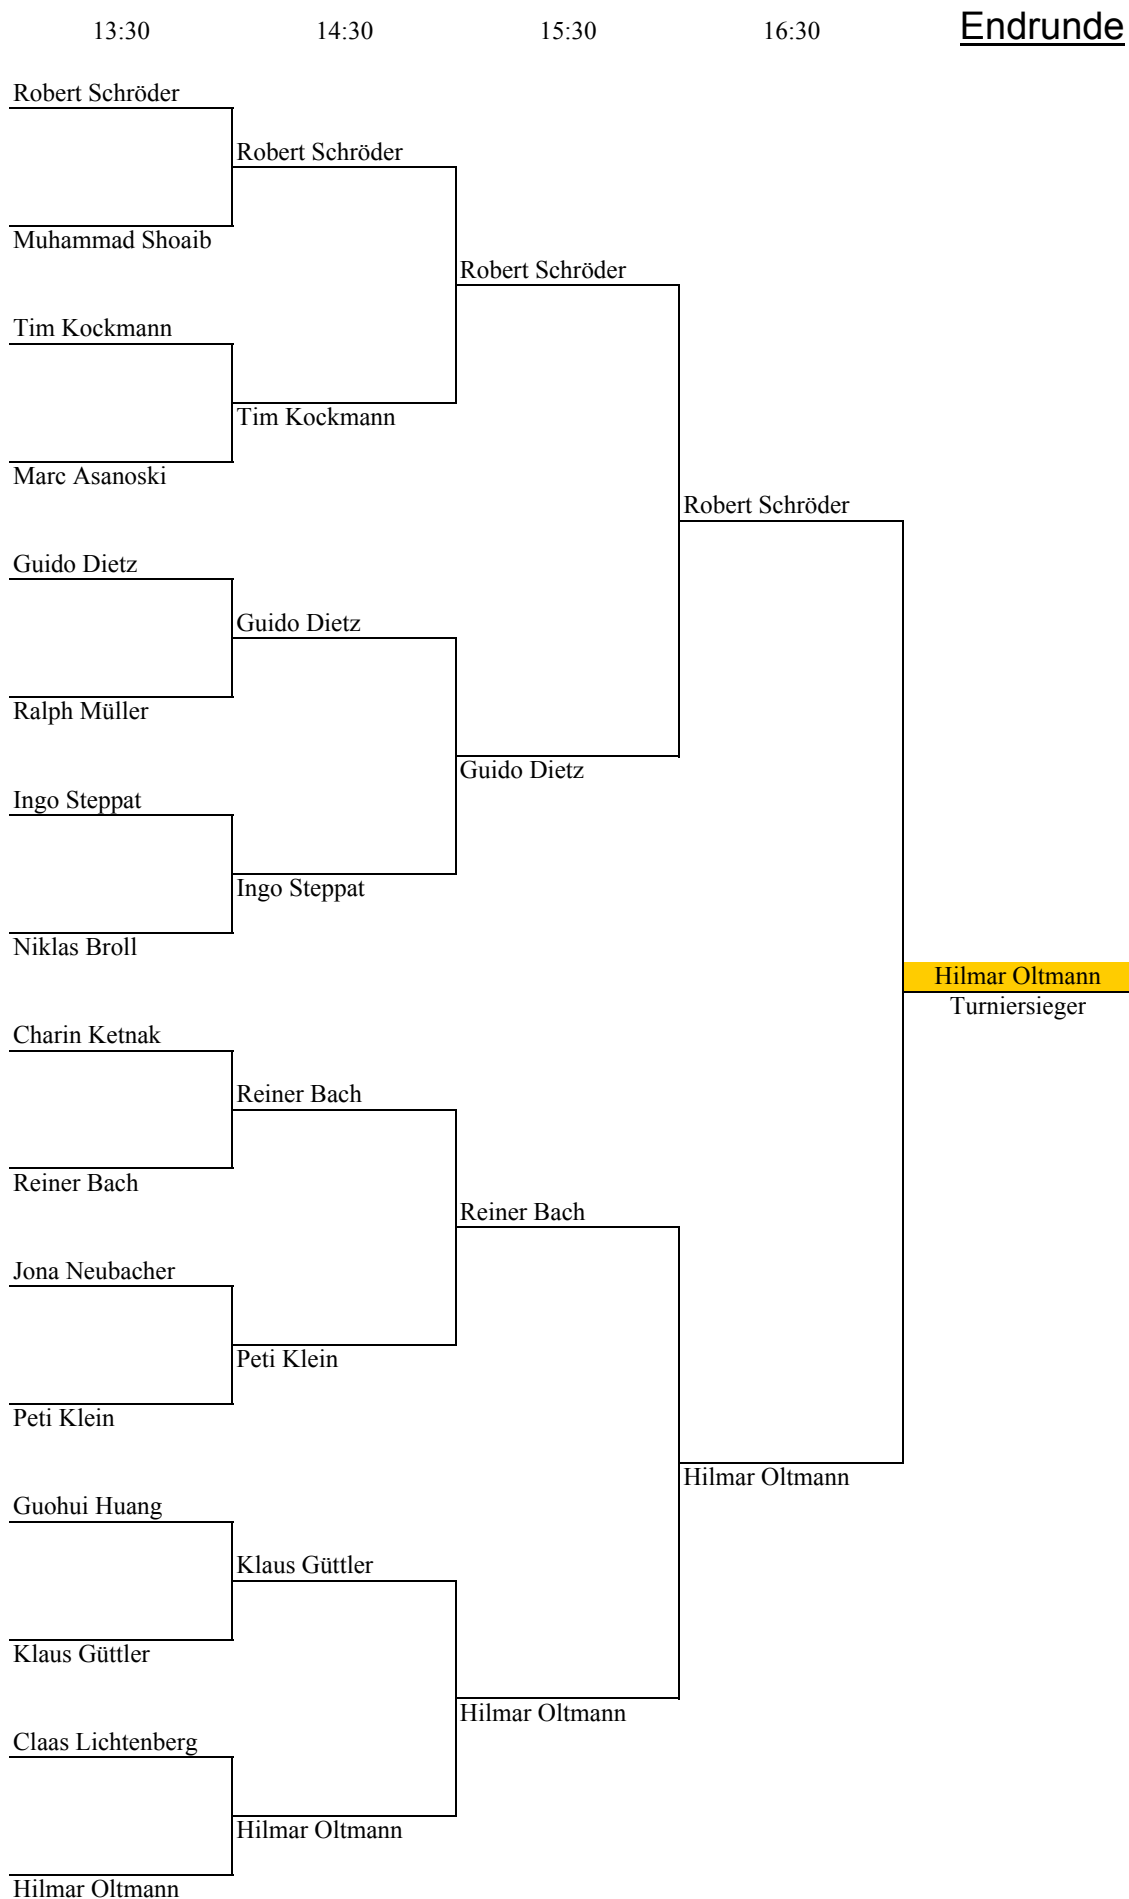 13:30 14:30 15:30 16:30 Endrunde
Robert Schröder
Robert Schröder
Muhammad Shoaib
Robert Schröder
Tim Kockmann
Tim Kockmann
Marc Asanoski
Robert Schröder
Guido Dietz
Guido Dietz
Ralph Müller
Guido Dietz
Ingo Steppat
Ingo Steppat
Niklas Broll
Hilmar Oltmann
Turniersieger
Charin Ketnak
Reiner Bach
Reiner Bach
Reiner Bach
Jona Neubacher
Peti Klein
Peti Klein
Hilmar Oltmann
Guohui Huang
Klaus Güttler
Klaus Güttler
Hilmar Oltmann
Claas Lichtenberg
Hilmar Oltmann
Hilmar Oltmann